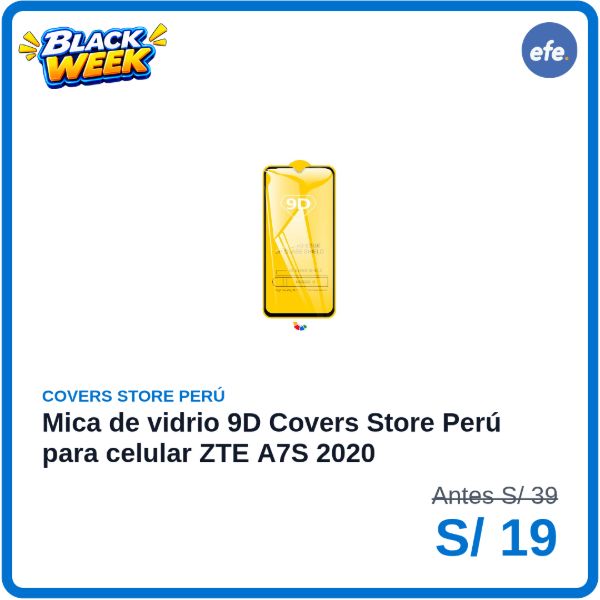 BLACK
WEEK
efe.
9D
COVERS STORE PERÚ
Mica de vidrio 9D Covers Store Perú
para celular ZTE A7S 2020
Antes S/ 39
S/ 19